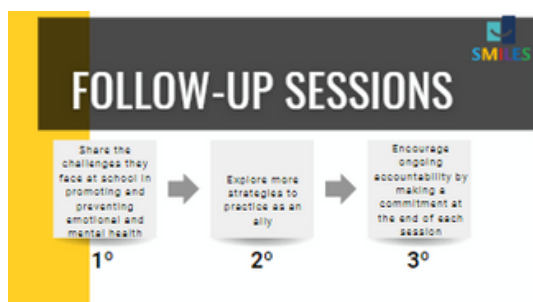 SMILES
FOLLOW-UP SESSIONS
Share the
challenges they
face at school in
promoting and
preventing
emotional and
mental health
1º
Explore more
strategies to
practice as an
ally
2º
Encourage
ongoing
accountability by
making a
commitment at
the end of each
session
3º